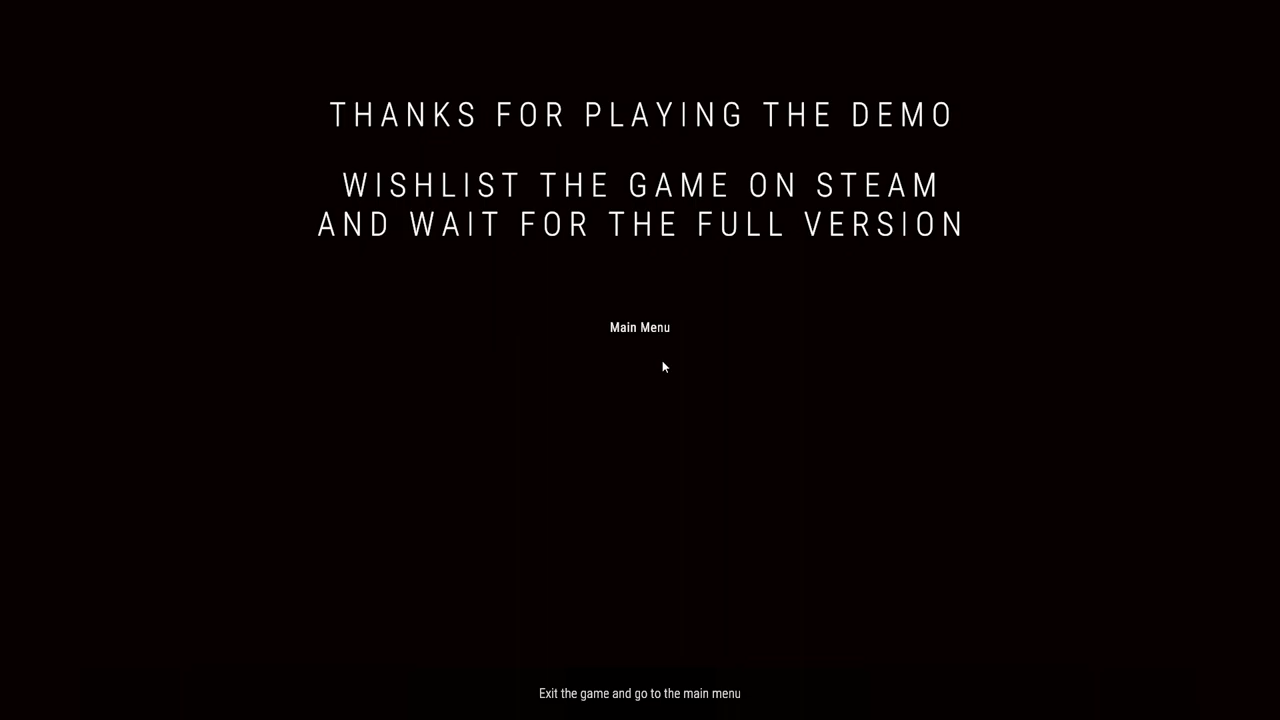 THANKS FOR PLAYING THE DEMO
WISHLIST THE GAME ON STEAM
AND WAIT FOR THE FULL VERSION
Main Menu
Exit the game and go to the main menu